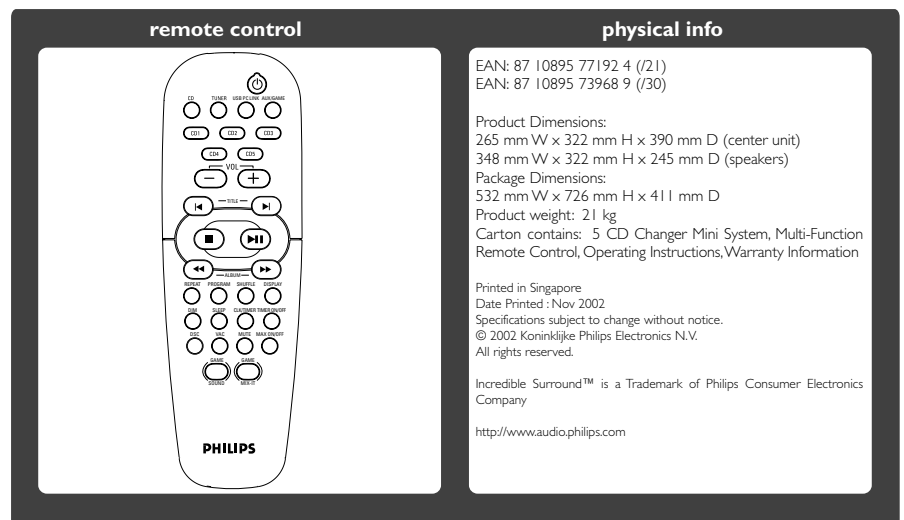 remote control
CD TUNER USB PC LINK AUX/GAME
CD1 CD2 CD3
CD4 CD5
VOL
TITLE
ALBUM
REPEAT PROGRAM SHUFFLE DISPLAY
DIM SLEEP CLK/TIMER TIMER ON/OFF
DSC VAC MUTE MAX ON/OFF
GAME GAME
SOUND MIX-IT
PHILIPS
physical info
EAN: 87 10895 77192 4 (/21)
EAN: 87 10895 73968 9 (/30)
Product Dimensions:
265 mm W x 322 mm H x 390 mm D (center unit)
348 mm W x 322 mm H x 245 mm D (speakers)
Package Dimensions:
532 mm W x 726 mm H x 411 mm D
Product weight: 21 kg
Carton contains: 5 CD Changer Mini System, Multi-Function
Remote Control, Operating Instructions, Warranty Information
Printed in Singapore
Date Printed : Nov 2002
Specifications subject to change without notice.
© 2002 Koninklijke Philips Electronics N.V.
All rights reserved.
Incredible Surround™ is a Trademark of Philips Consumer Electronics
Company
http://www.audio.philips.com